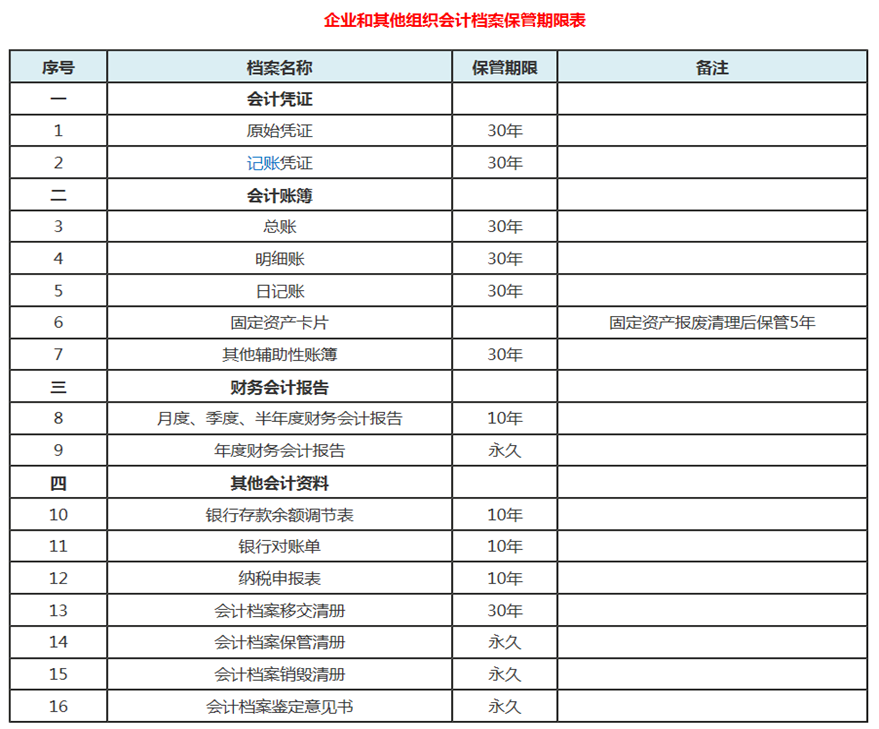 企业和其他组织会计档案保管期限表
序号 档案名称 保管期限 备注
一 会计凭证
1 原始凭证 30年
2 记账凭证 30年
二 会计账簿
3 总账 30年
4 明细账 30年
5 日记账 30年
6 固定资产卡片 固定资产报废清理后保管5年
7 其他辅助性账簿 30年
三 财务会计报告
8 月度、季度、半年度财务会计报告 10年
9 年度财务会计报告 永久
四 其他会计资料
10 银行存款余额调节表 10年
11 银行对账单 10年
12 纳税申报表 10年
13 会计档案移交清册 30年
14 会计档案保管清册 永久
15 会计档案销毁清册 永久
16 会计档案鉴定意见书 永久